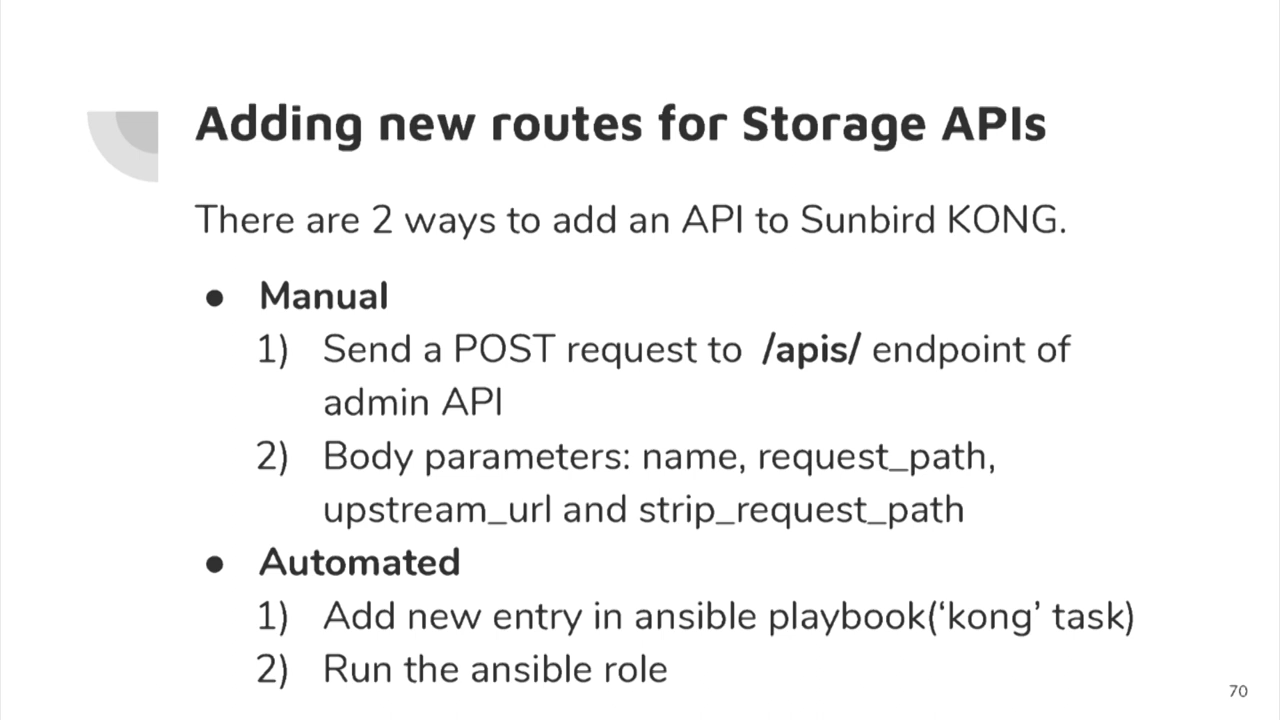 Adding new routes for Storage APIs
There are 2 ways to add an API to Sunbird KONG.
● Manual
1) Send a POST request to /apis/ endpoint of
admin API
2) Body parameters: name, request_path,
upstream_url and strip_request_path
● Automated
1) Add new entry in ansible playbook(‘kong’ task)
2) Run the ansible role
70